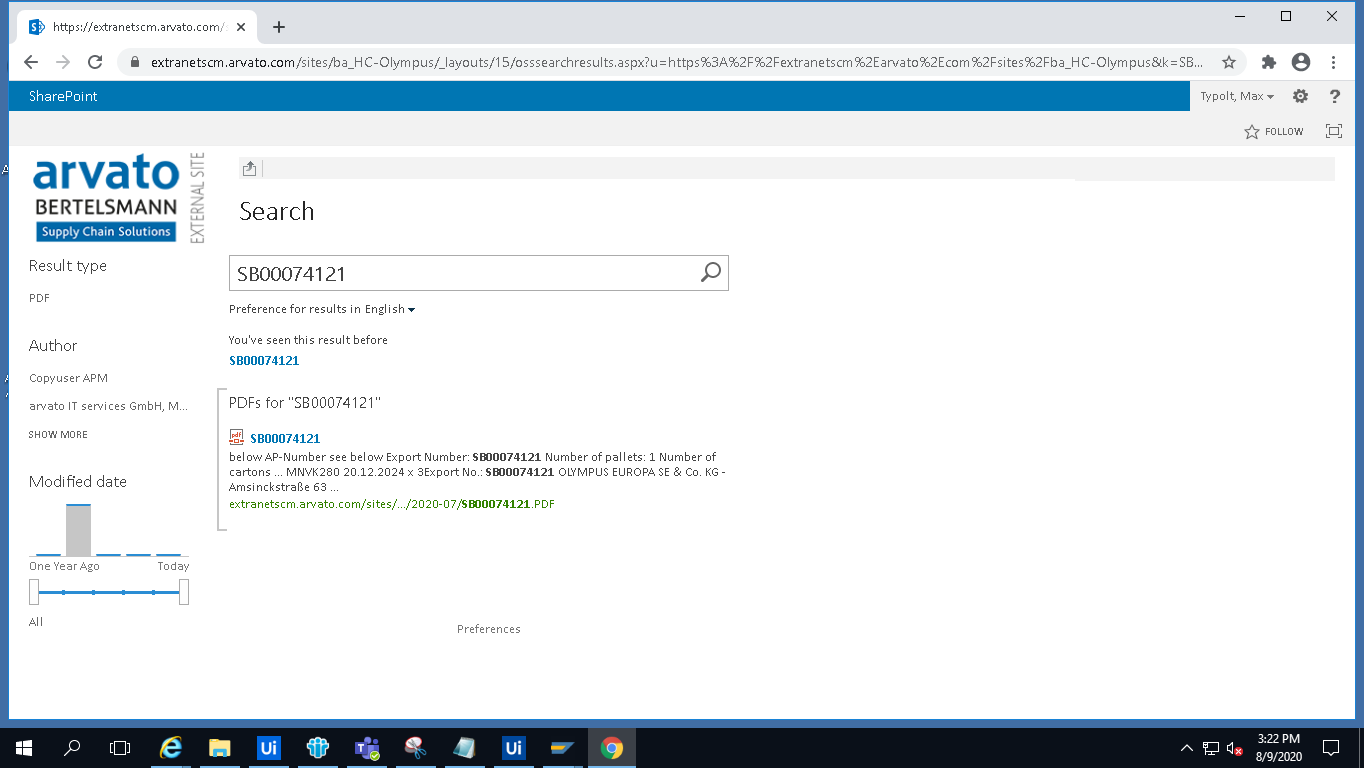 https://extranetscm.arvato.com/
extranetscm.arvato.com/sites/ba_HC-Olympus/_layouts/15/osssearchresults.aspx?u=https%3A%2F%2Fextranetscm%2Earvato%2Ecom%2Fsites%2Fba_HC-Olympus&k=SB...
SharePoint
Typolt, Max
?
FOLLOW
arvato
BERTELSMANN
Supply Chain Solutions
EXTERNAL SITE
Search
SB00074121
Preference for results in English
You've seen this result before
SB00074121
PDFs for "SB00074121"
pdf
SB00074121
below AP-Number see below Export Number: SB00074121 Number of pallets: 1 Number of
cartons ... MNVK280 20.12.2024 x 3Export No.: SB00074121 OLYMPUS EUROPA SE & Co. KG -
Amsinckstraße 63 ...
extranetscm.arvato.com/sites/.../2020-07/SB00074121.PDF
Result type
PDF
Author
Copyuser APM
arvato IT services GmbH, M...
SHOW MORE
Modified date
One Year Ago
Today
All
Preferences
Ui
Ui
3:22 PM
8/9/2020